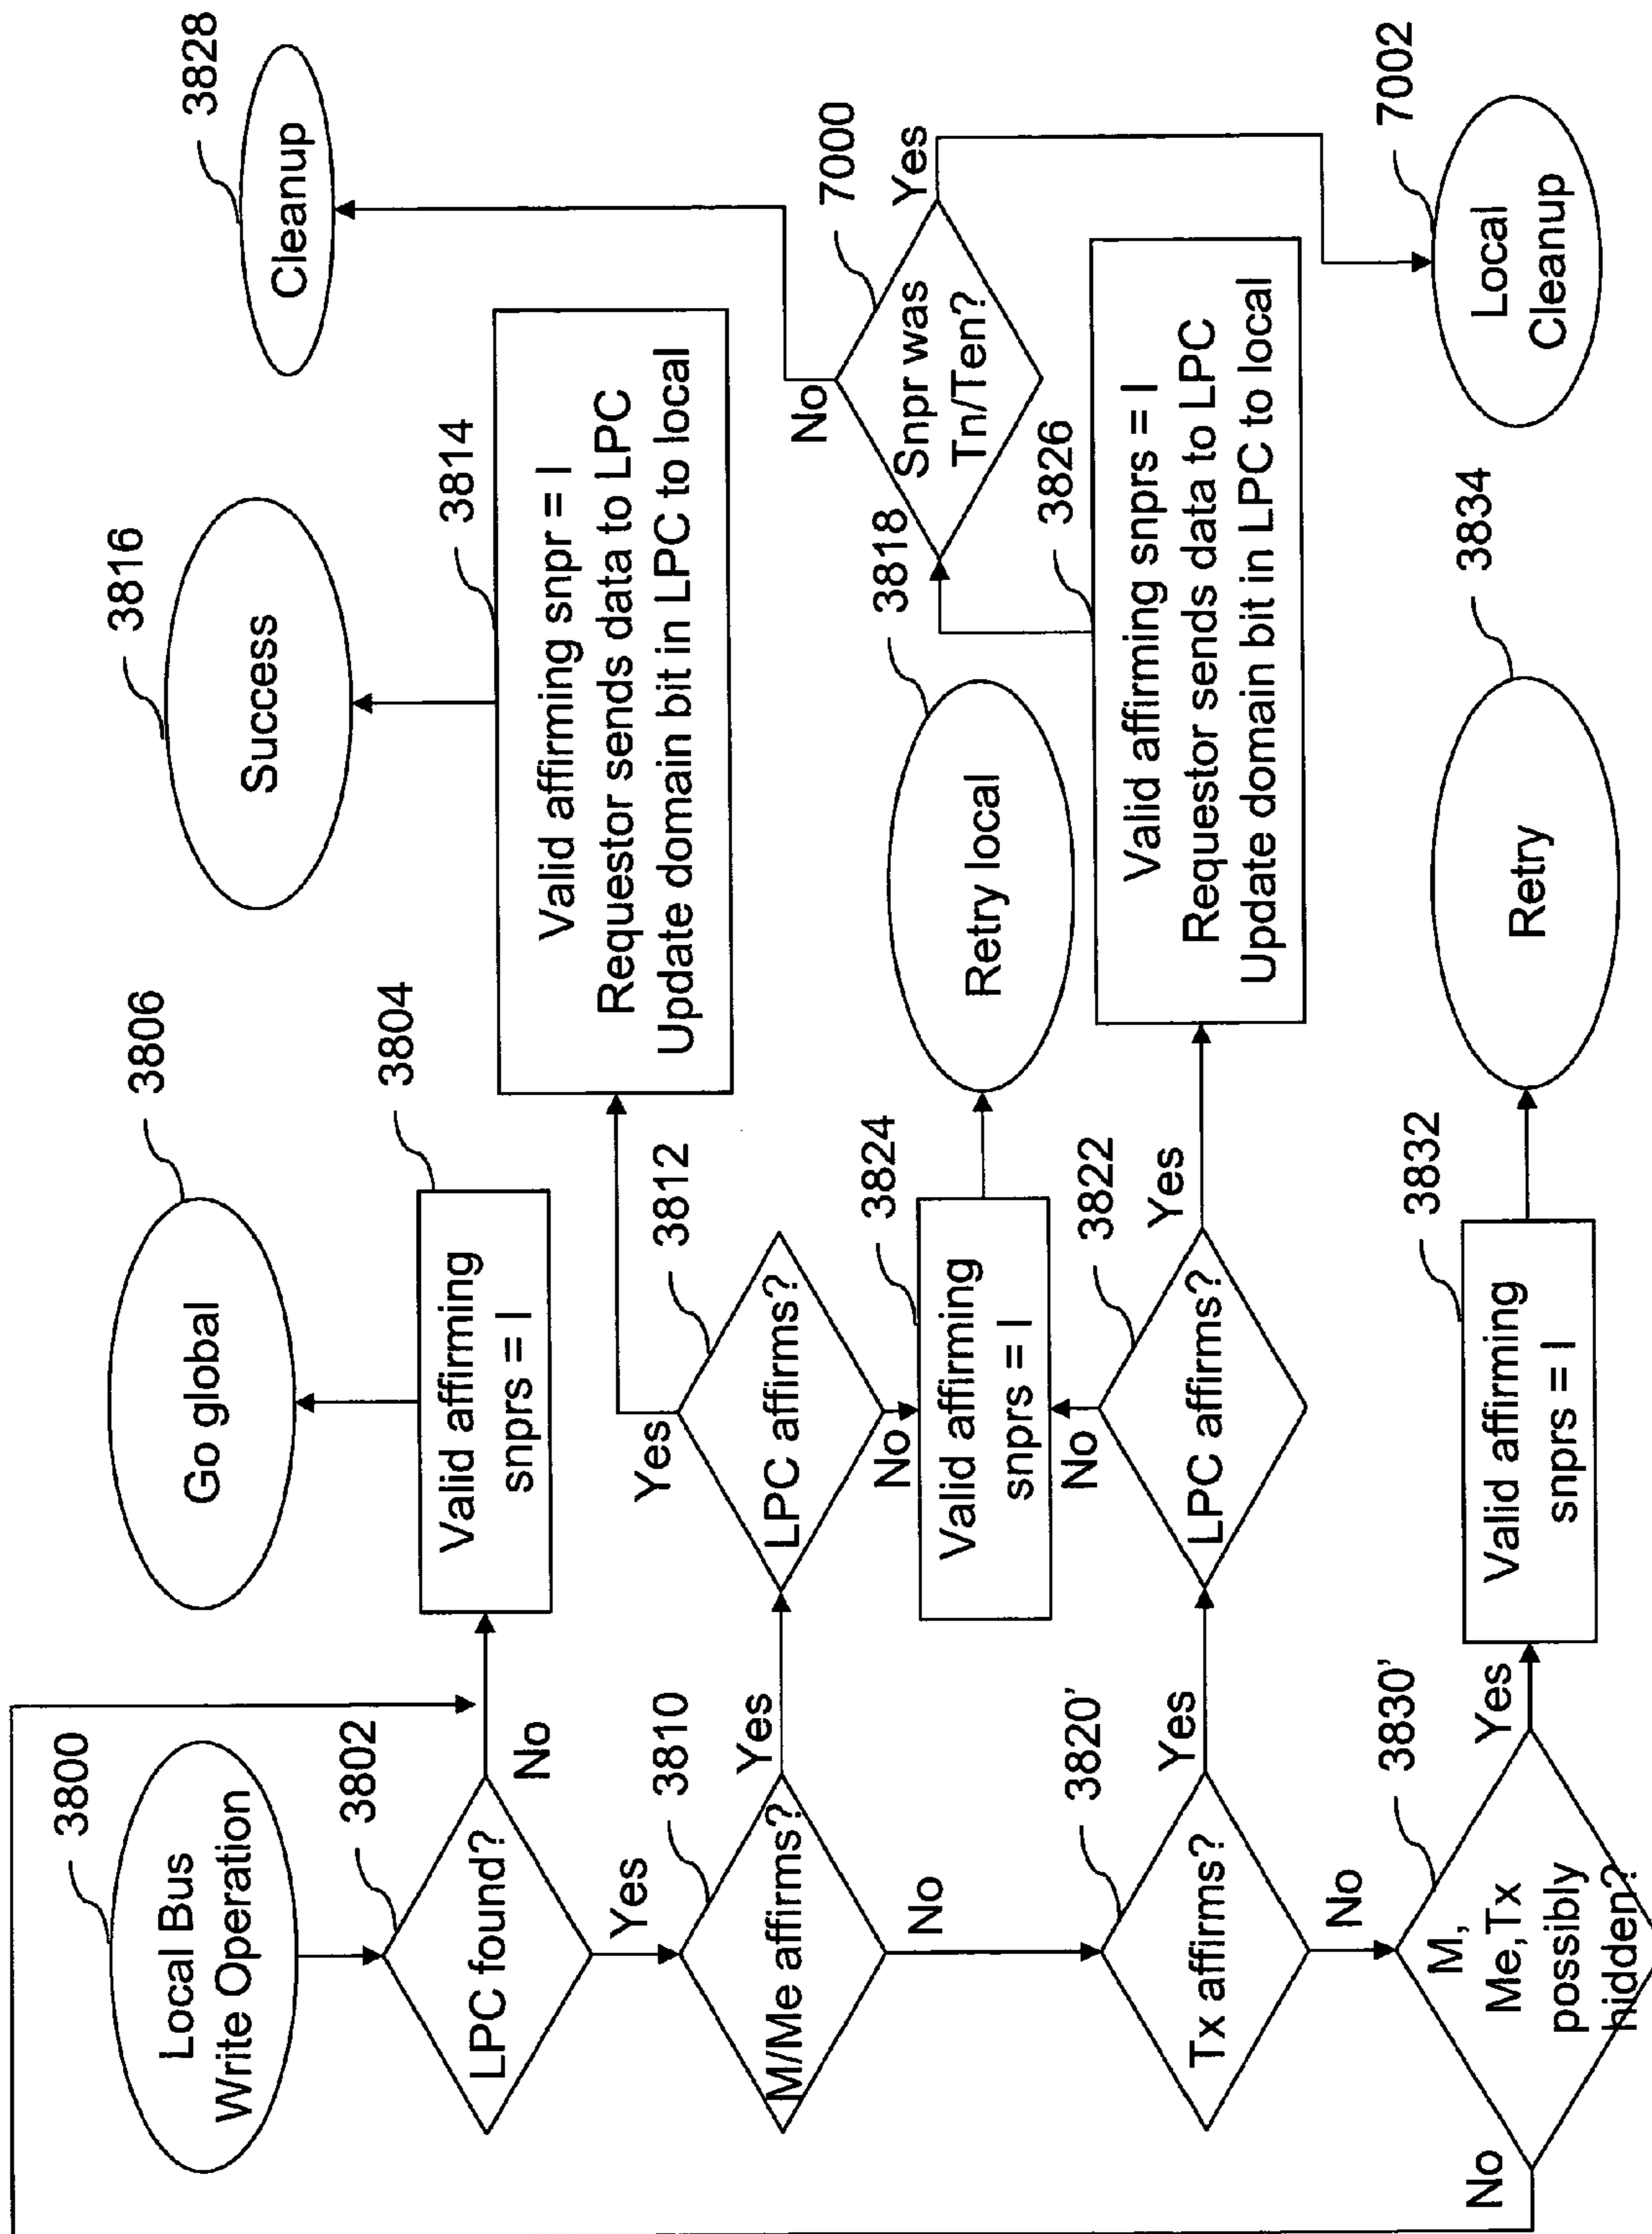 3800
Local Bus
Write Operation
3802
LPC found?
No
Yes
3804
Valid affirming
snprs = I
3806
Go global
3810
M/Me affirms?
Yes
No
3812
LPC affirms?
Yes
No
3814
Valid affirming snpr = I
Requestor sends data to LPC
Update domain bit in LPC to local
3816
Success
3820'
Tx affirms?
Yes
No
3822
LPC affirms?
Yes
No
3824
Valid affirming
snprs = I
3818
Retry local
3826
Valid affirming snprs = I
Requestor sends data to LPC
Update domain bit in LPC to local
7000
Snpr was
Tn/Ten?
No
Yes
3828
Cleanup
7002
Local
Cleanup
3830'
M,
Me,Tx
possibly
hidden?
Yes
No
3832
Valid affirming
snprs = I
3834
Retry